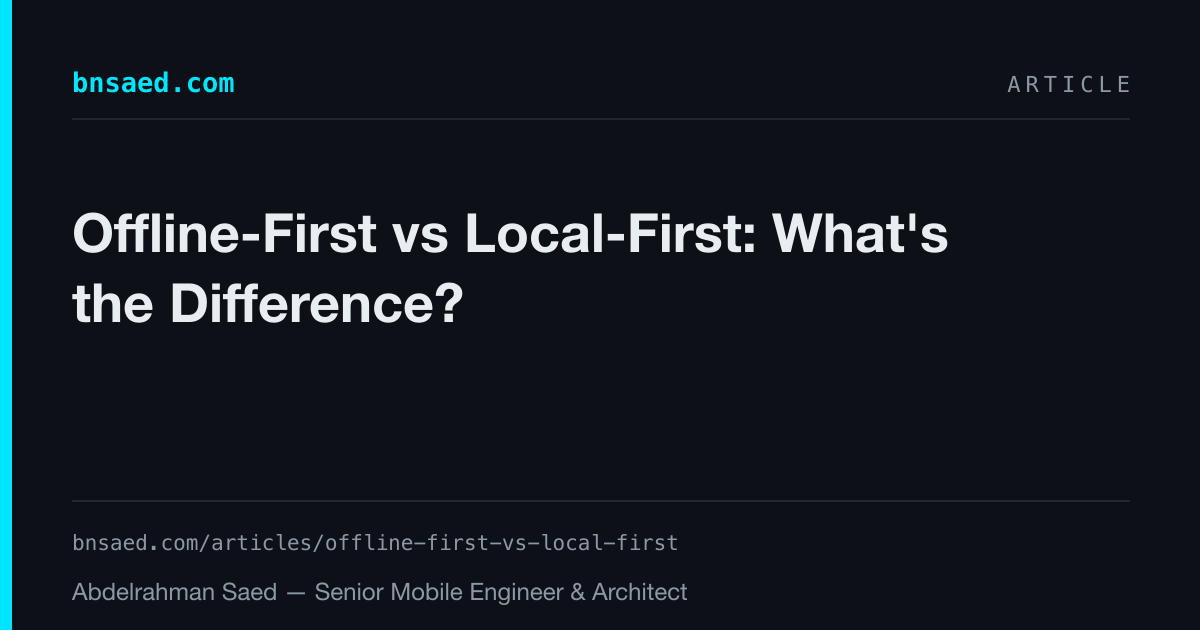 bnsaed.com
ARTICLE
Offline-First vs Local-First: What's
the Difference?
bnsaed.com/articles/offline-first-vs-local-first
Abdelrahman Saed — Senior Mobile Engineer & Architect